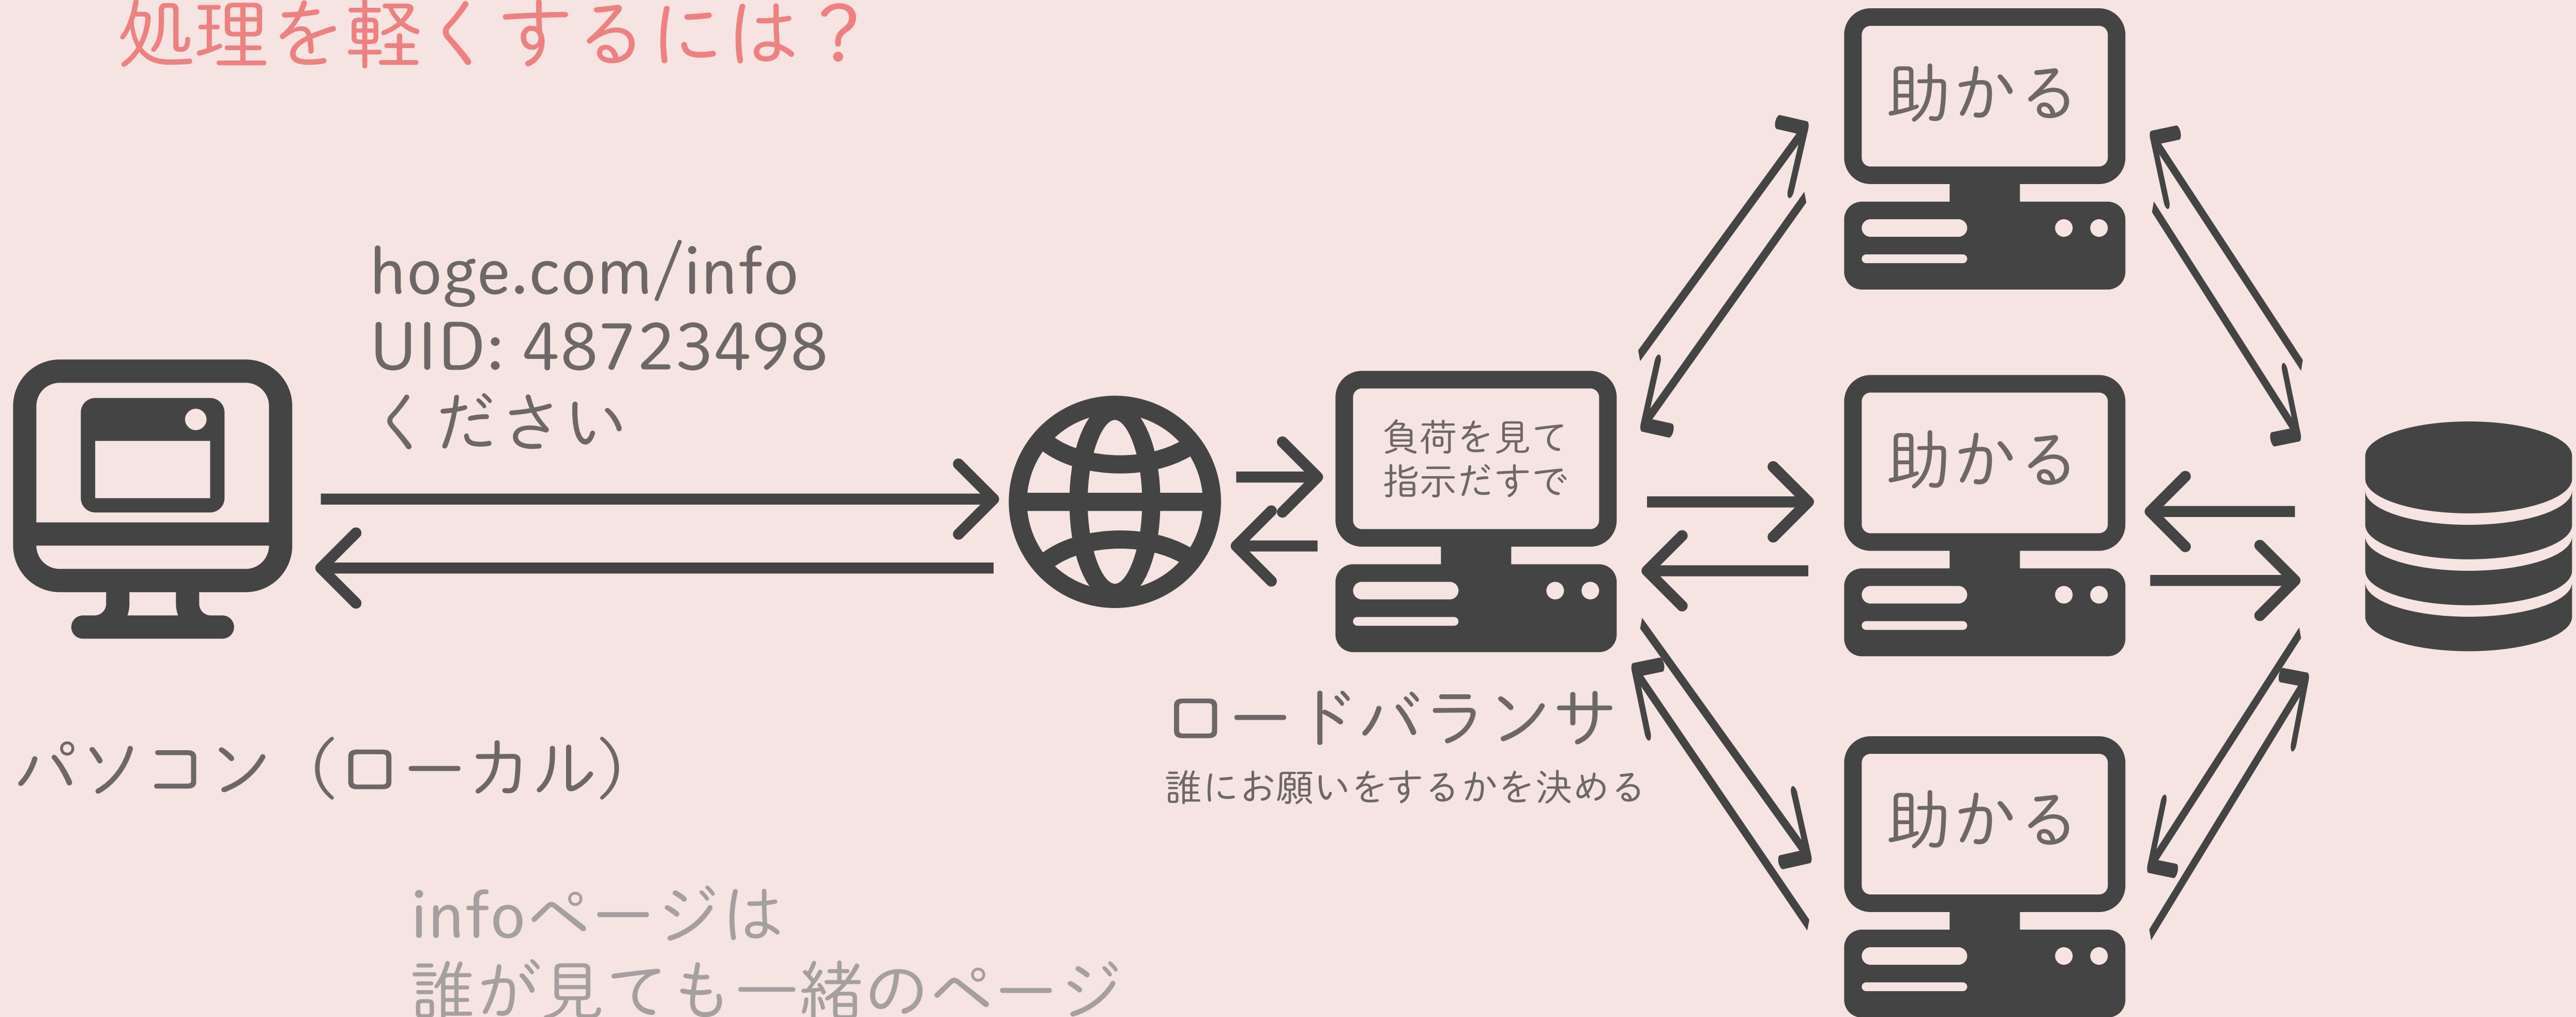 処理を軽くするには？
hoge.com/info
UID: 48723498
ください
パソコン（ローカル）
負荷を見て
指示だすで
ロードバランサ
誰にお願いをするかを決める
助かる
助かる
助かる
infoページは
誰が見ても一緒のページ